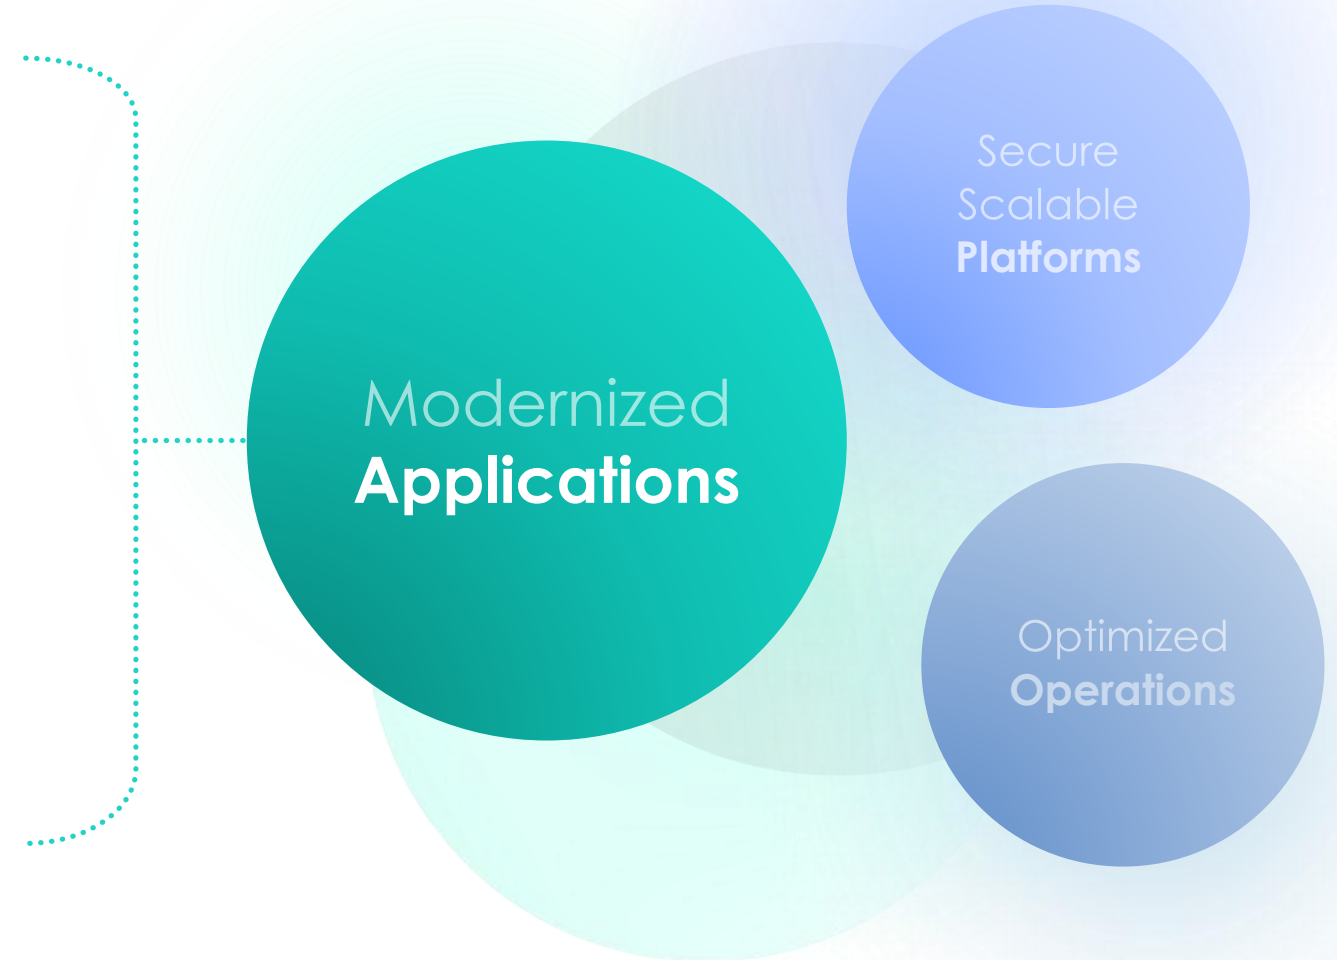 Secure
Scalable
Platforms
Modernized
Applications
Optimized
Operations